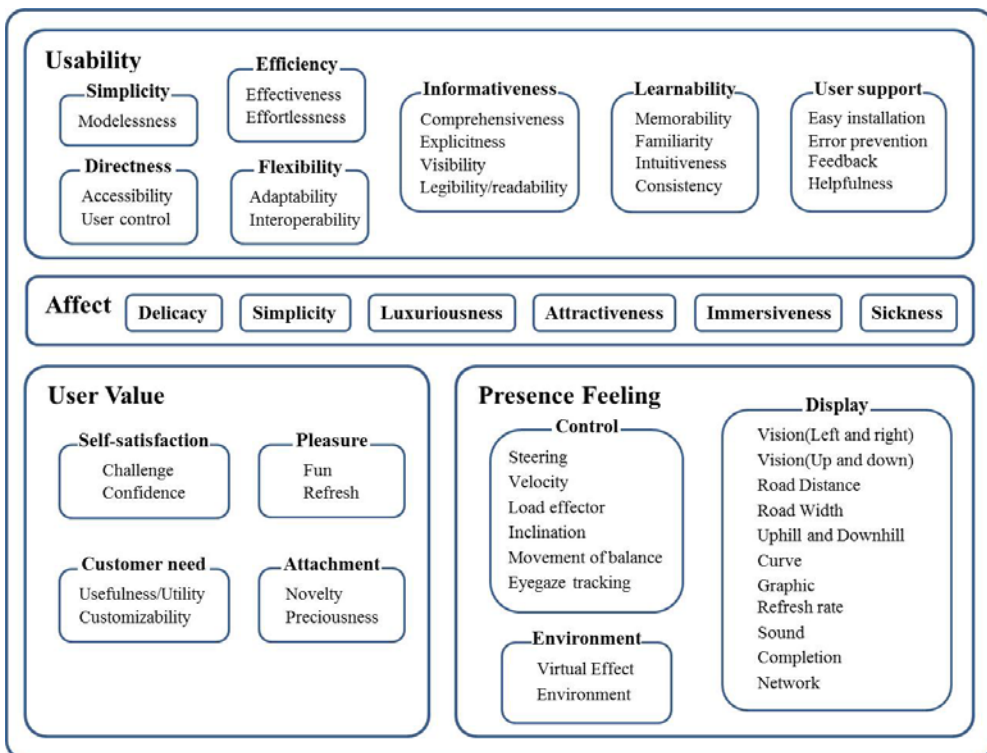 Usability
Simplicity
Modelessness
Efficiency
Effectiveness
Effortlessness
Directness
Accessibility
User control
Flexibility
Adaptability
Interoperability
Informativeness
Comprehensiveness
Explicitness
Visibility
Legibility/readability
Learnability
Memorability
Familiarity
Intuitiveness
Consistency
User support
Easy installation
Error prevention
Feedback
Helpfulness
Affect
Delicacy
Simplicity
Luxuriousness
Attractiveness
Immersiveness
Sickness
User Value
Self-satisfaction
Challenge
Confidence
Pleasure
Fun
Refresh
Customer need
Usefulness/Utility
Customizability
Attachment
Novelty
Preciousness
Presence Feeling
Control
Steering
Velocity
Load effector
Inclination
Movement of balance
Eyegaze tracking
Environment
Virtual Effect
Environment
Display
Vision(Left and right)
Vision(Up and down)
Road Distance
Road Width
Uphill and Downhill
Curve
Graphic
Refresh rate
Sound
Completion
Network